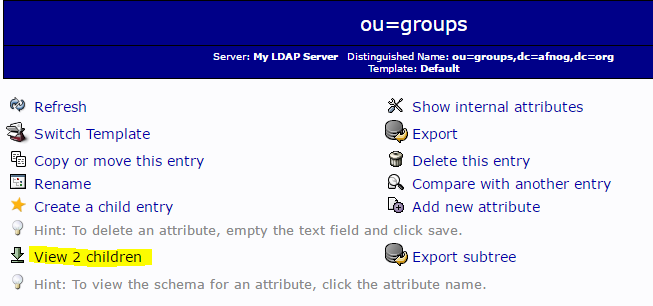 ou=groups
Server: My LDAP Server   Distinguished Name: ou=groups,dc=afnog,dc=org
Template: Default
Refresh   Show internal attributes
Switch Template   Export
Copy or move this entry   Delete this entry
Rename   Compare with another entry
Create a child entry   Add new attribute
Hint: To delete an attribute, empty the text field and click save.
View 2 children   Export subtree
Hint: To view the schema for an attribute, click the attribute name.